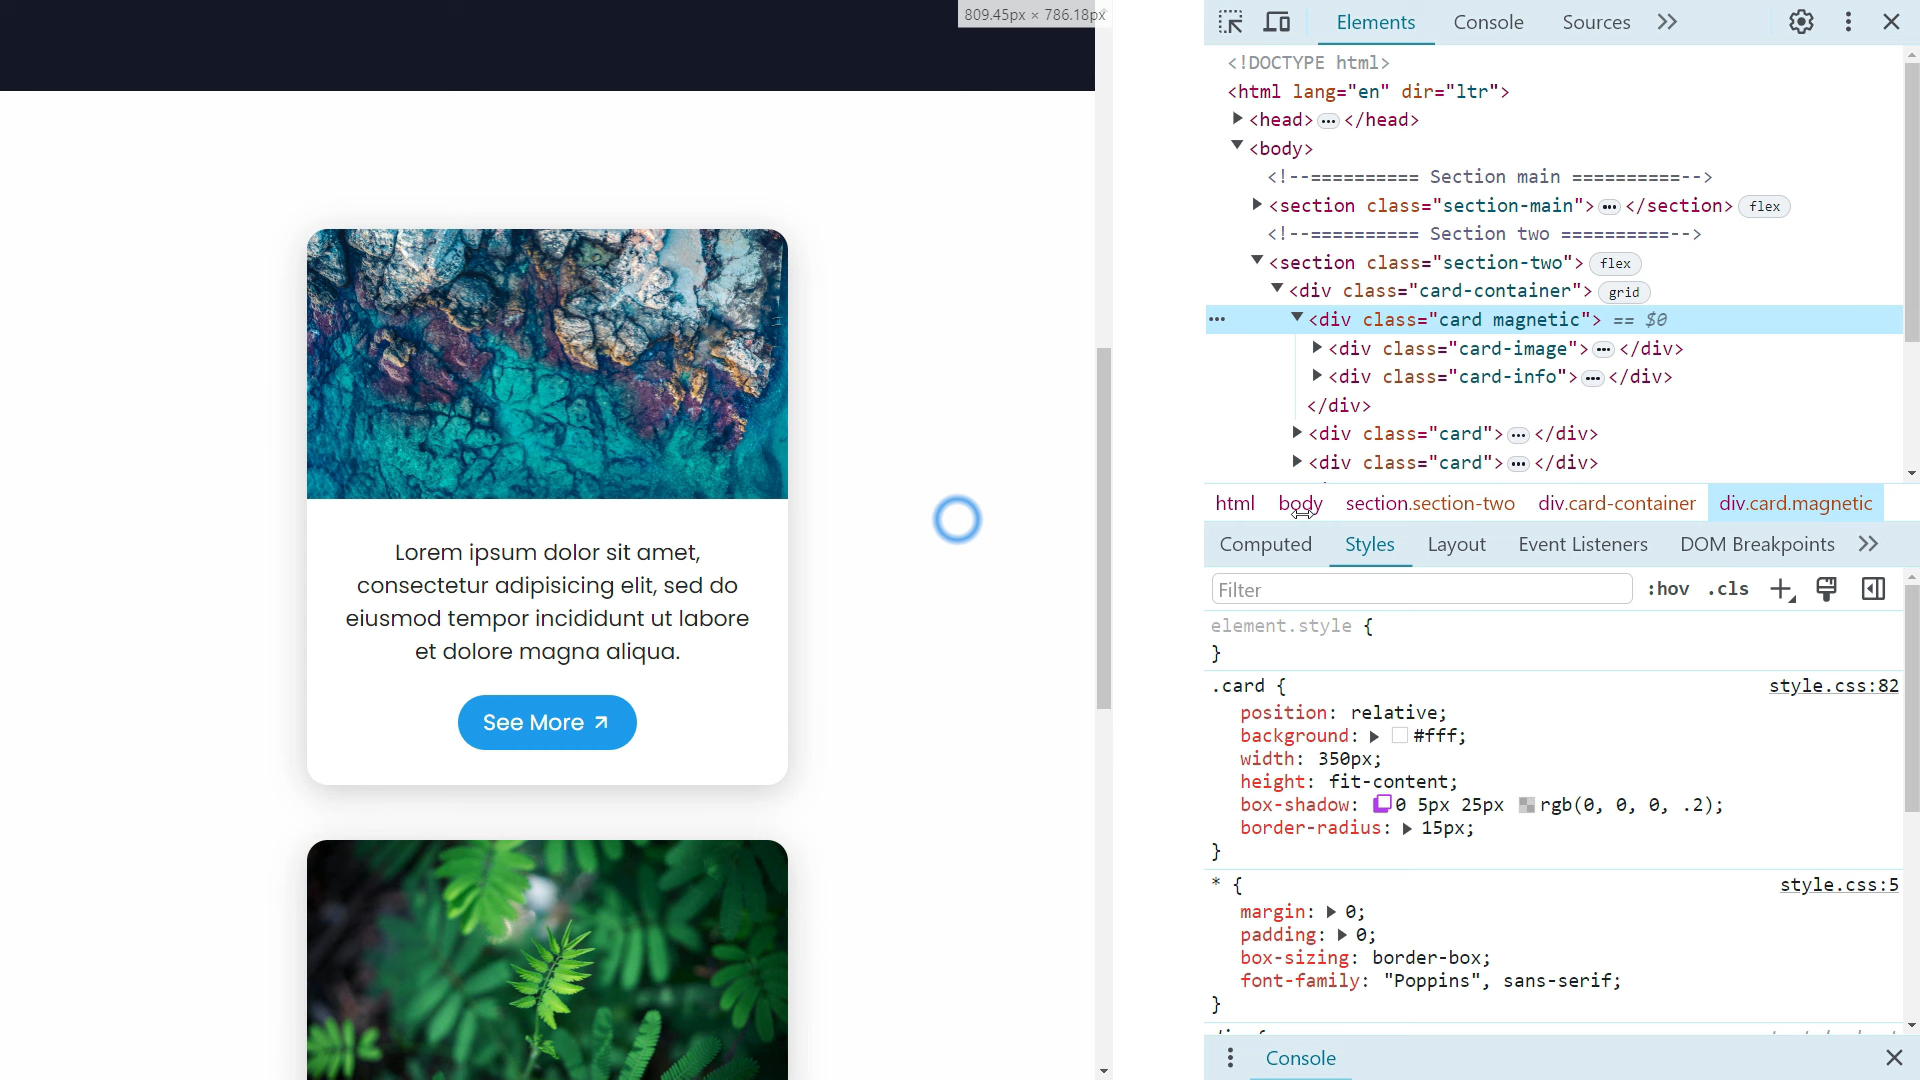 809.45px × 786.18px
Lorem ipsum dolor sit amet,
consectetur adipisicing elit, sed do
eiusmod tempor incididunt ut labore
et dolore magna aliqua.
See More
Elements Console Sources
<!DOCTYPE html>
<html lang="en" dir="ltr">
<head> … </head>
<body>
<!--========== Section main ==========-->
<section class="section-main"> … </section> flex
<!--========== Section two ==========-->
<section class="section-two"> flex
<div class="card-container"> grid
… <div class="card magnetic"> == $0
<div class="card-image"> … </div>
<div class="card-info"> … </div>
</div>
<div class="card"> … </div>
<div class="card"> … </div>
html body section.section-two div.card-container div.card.magnetic
Computed Styles Layout Event Listeners DOM Breakpoints
Filter :hov .cls
element.style {
}
.card { style.css:82
position: relative;
background: #fff;
width: 350px;
height: fit-content;
box-shadow: 0 5px 25px rgb(0, 0, 0, .2);
border-radius: 15px;
}
* { style.css:5
margin: 0;
padding: 0;
box-sizing: border-box;
font-family: "Poppins", sans-serif;
}
Console